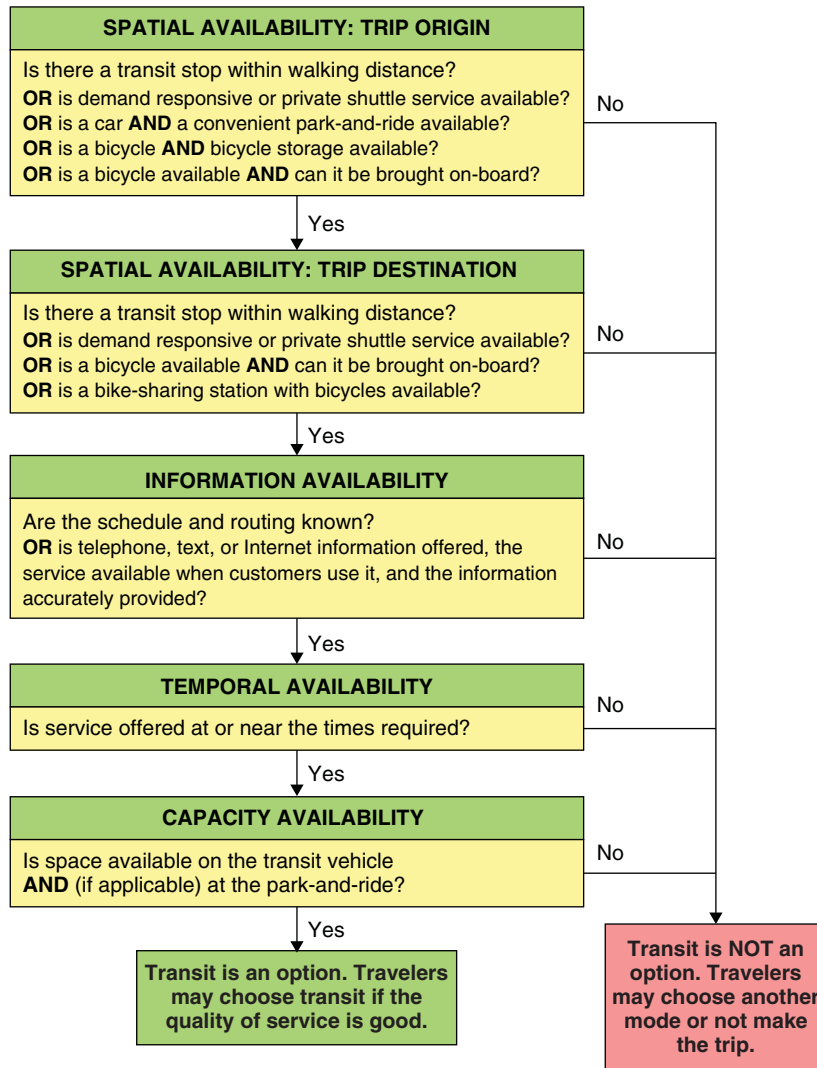 SPATIAL AVAILABILITY: TRIP ORIGIN
Is there a transit stop within walking distance?
OR is demand responsive or private shuttle service available?
OR is a car AND a convenient park-and-ride available?
OR is a bicycle AND bicycle storage available?
OR is a bicycle available AND can it be brought on-board?
No
Yes
SPATIAL AVAILABILITY: TRIP DESTINATION
Is there a transit stop within walking distance?
OR is demand responsive or private shuttle service available?
OR is a bicycle available AND can it be brought on-board?
OR is a bike-sharing station with bicycles available?
No
Yes
INFORMATION AVAILABILITY
Are the schedule and routing known?
OR is telephone, text, or Internet information offered, the
service available when customers use it, and the information
accurately provided?
No
Yes
TEMPORAL AVAILABILITY
Is service offered at or near the times required?
No
Yes
CAPACITY AVAILABILITY
Is space available on the transit vehicle
AND (if applicable) at the park-and-ride?
No
Yes
Transit is an option. Travelers
may choose transit if the
quality of service is good.
Transit is NOT an
option. Travelers
may choose another
mode or not make
the trip.